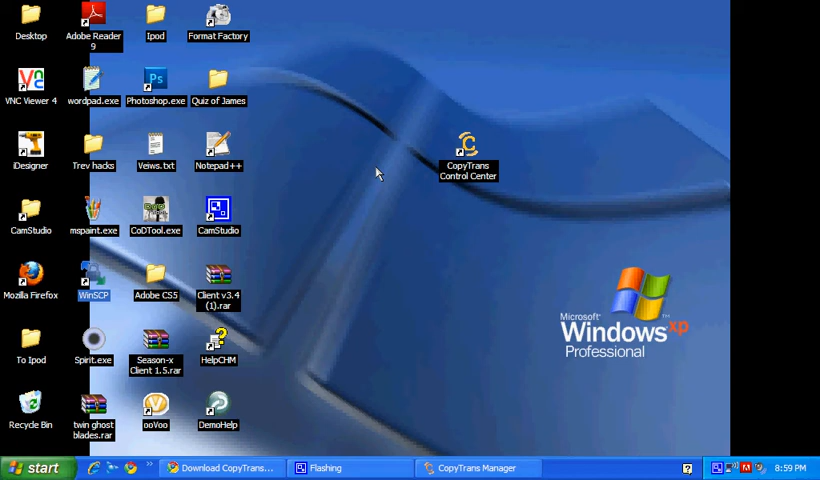 Desktop
Adobe Reader
9
Ipod
Format Factory
VNC Viewer 4
wordpad.exe
Photoshop.exe
Quiz of James
iDesigner
Trev hacks
Veiws.txt
Notepad++
CopyTrans
Control Center
CamStudio
mspaint.exe
CoDTool.exe
CamStudio
Mozilla Firefox
WinSCP
Adobe CS5
Client v3.4
(1).rar
To Ipod
Spirit.exe
Season-x
Client 1.5.rar
HelpCHM
Recycle Bin
twin ghost
blades.rar
ooVoo
DemoHelp
Microsoft
Windows xp
Professional
start
Download CopyTrans...
Flashing
CopyTrans Manager
8:59 PM